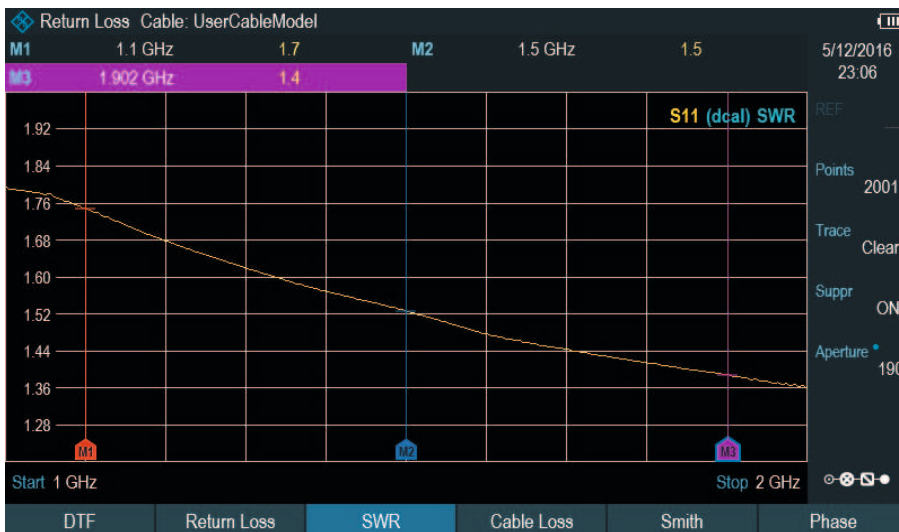 Return Loss Cable: UserCableModel
M1 1.1 GHz 1.7 M2 1.5 GHz 1.5 5/12/2016
M3 1.902 GHz 1.4 23:06
S11 (dcal) SWR REF
1.92
1.84
Points
1.76 2001
1.68 Trace
Clear
1.60
Suppr
1.52 ON
1.44 Aperture
190
1.36
1.28
M1 M2 M3
Start 1 GHz Stop 2 GHz
DTF Return Loss SWR Cable Loss Smith Phase